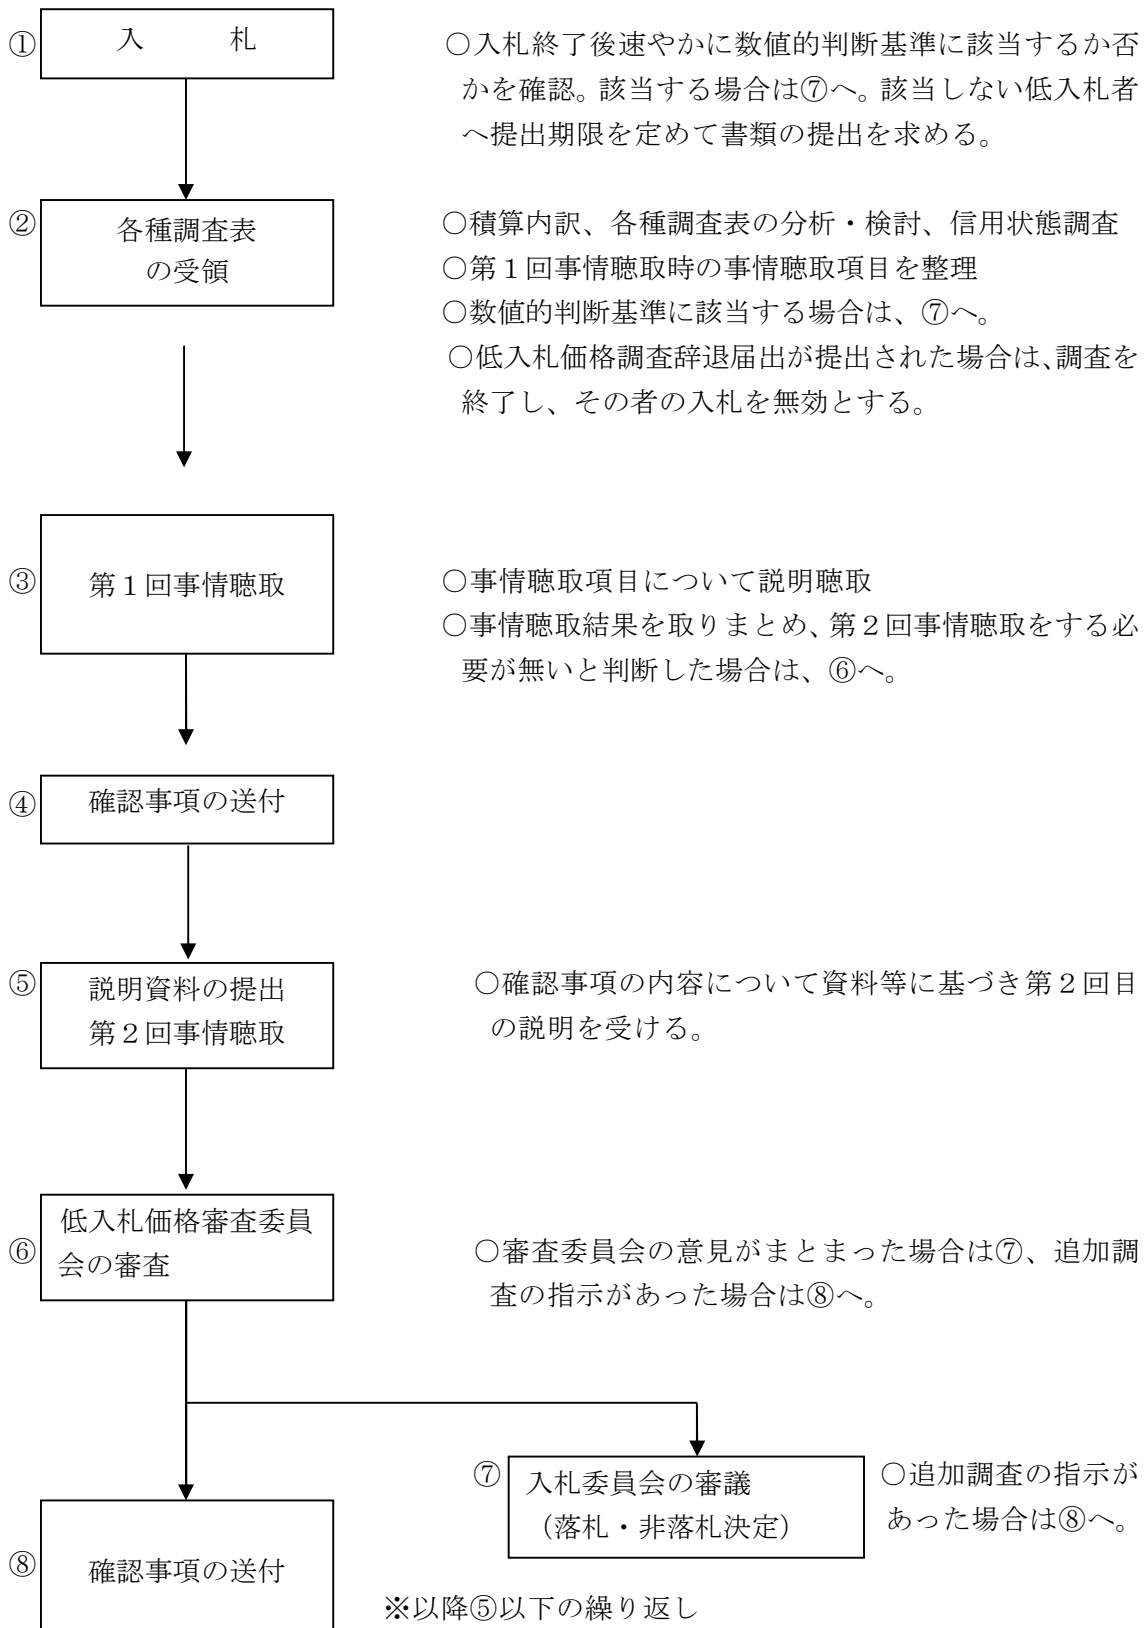 ① 入　　札
○入札終了後速やかに数値的判断基準に該当するか否
かを確認。該当する場合は⑦へ。該当しない低入札者
へ提出期限を定めて書類の提出を求める。
② 各種調査表
の受領
○積算内訳、各種調査表の分析・検討、信用状態調査
○第１回事情聴取時の事情聴取項目を整理
○数値的判断基準に該当する場合は、⑦へ。
○低入札価格調査辞退届出が提出された場合は、調査を
終了し、その者の入札を無効とする。
③ 第１回事情聴取
○事情聴取項目について説明聴取
○事情聴取結果を取りまとめ、第２回事情聴取をする必
要が無いと判断した場合は、⑥へ。
④ 確認事項の送付
⑤ 説明資料の提出
第２回事情聴取
○確認事項の内容について資料等に基づき第２回目
の説明を受ける。
⑥ 低入札価格審査委員
会の審査
○審査委員会の意見がまとまった場合は⑦、追加調
査の指示があった場合は⑧へ。
⑦ 入札委員会の審議
（落札・非落札決定）
○追加調査の指示が
あった場合は⑧へ。
⑧ 確認事項の送付
※以降⑤以下の繰り返し